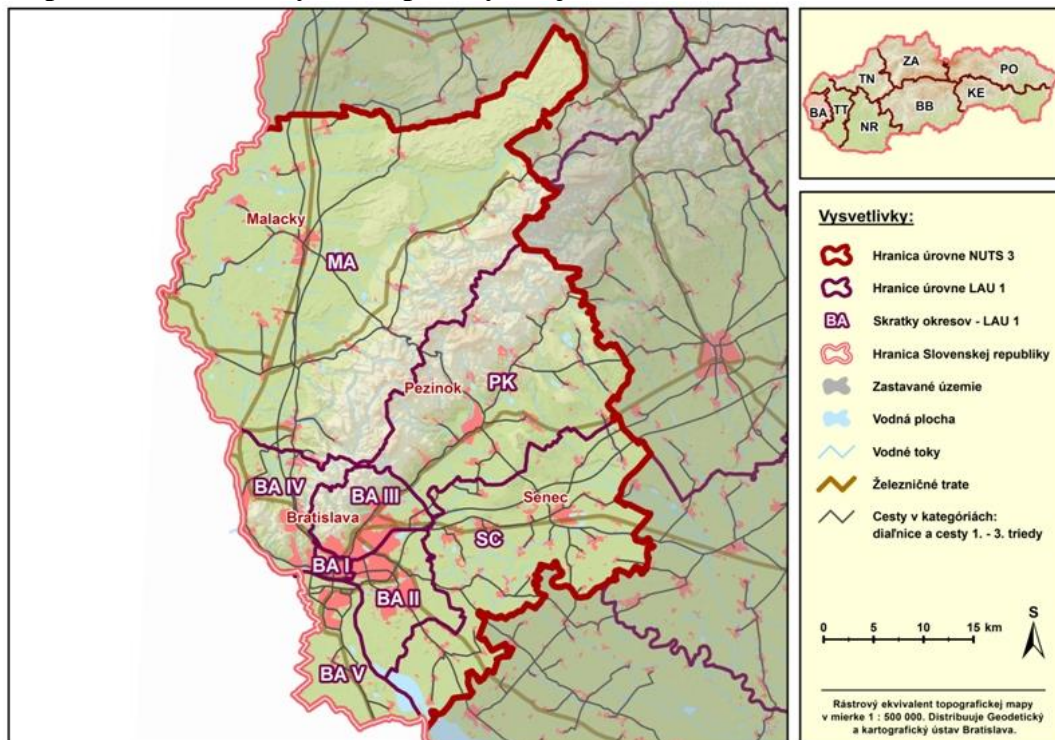 Malacky
MA
Pezinok
PK
BA IV
BA III
Bratislava
Senec
SC
BA I
BA II
BA V
ZA
PO
TN
KE
BA
TT
BB
NR
Vysvetlivky:
Hranica úrovne NUTS 3
Hranice úrovne LAU 1
BA
Skratky okresov - LAU 1
Hranica Slovenskej republiky
Zastavané územie
Vodná plocha
Vodné toky
Železničné trate
Cesty v kategóriách:
diaľnice a cesty 1. - 3. triedy
S
0 5 10 15 km
Rástrový ekvivalent topografickej mapy
v mierke 1 : 500 000. Distribuuje Geodetický
a kartografický ústav Bratislava.